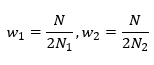 w₁ = N / 2N₁ , w₂ = N / 2N₂